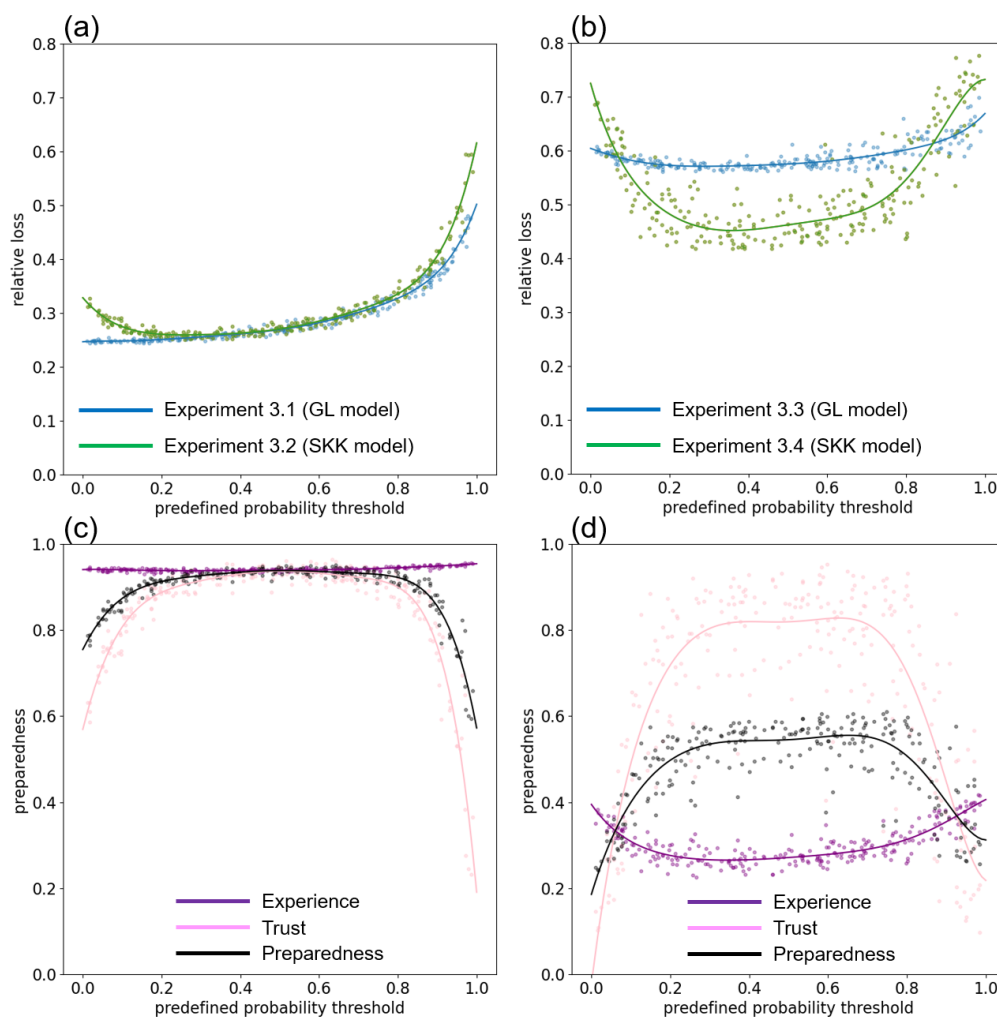 (a)
0.8
0.7
0.6
0.5
0.4
0.3
0.2
0.1
0.0
relative loss
Experiment 3.1 (GL model)
Experiment 3.2 (SKK model)
0.0 0.2 0.4 0.6 0.8 1.0
predefined probability threshold
(b)
0.8
0.7
0.6
0.5
0.4
0.3
0.2
0.1
0.0
relative loss
Experiment 3.3 (GL model)
Experiment 3.4 (SKK model)
0.0 0.2 0.4 0.6 0.8 1.0
predefined probability threshold
(c)
1.0
0.8
0.6
0.4
0.2
0.0
preparedness
Experience
Trust
Preparedness
0.0 0.2 0.4 0.6 0.8 1.0
predefined probability threshold
(d)
1.0
0.8
0.6
0.4
0.2
0.0
preparedness
Experience
Trust
Preparedness
0.0 0.2 0.4 0.6 0.8 1.0
predefined probability threshold